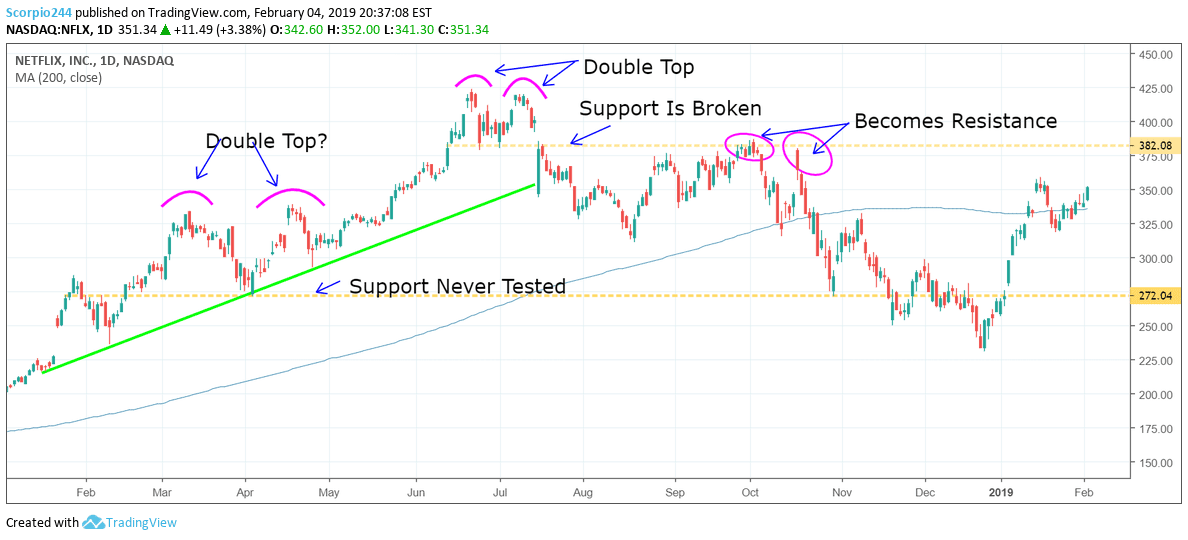 Scorpio244 published on TradingView.com, February 04, 2019 20:37:08 EST
NASDAQ:NFLX, 1D 351.34 ▲ +11.49 (+3.38%) O:342.60 H:352.00 L:341.30 C:351.34
NETFLIX, INC., 1D, NASDAQ
MA (200, close)
Double Top
Support Is Broken
Becomes Resistance
Double Top?
Support Never Tested
450.00
425.00
400.00
382.08
375.00
350.00
325.00
300.00
272.04
250.00
225.00
200.00
175.00
150.00
Feb Mar Apr May Jun Jul Aug Sep Oct Nov Dec 2019 Feb
Created with TradingView